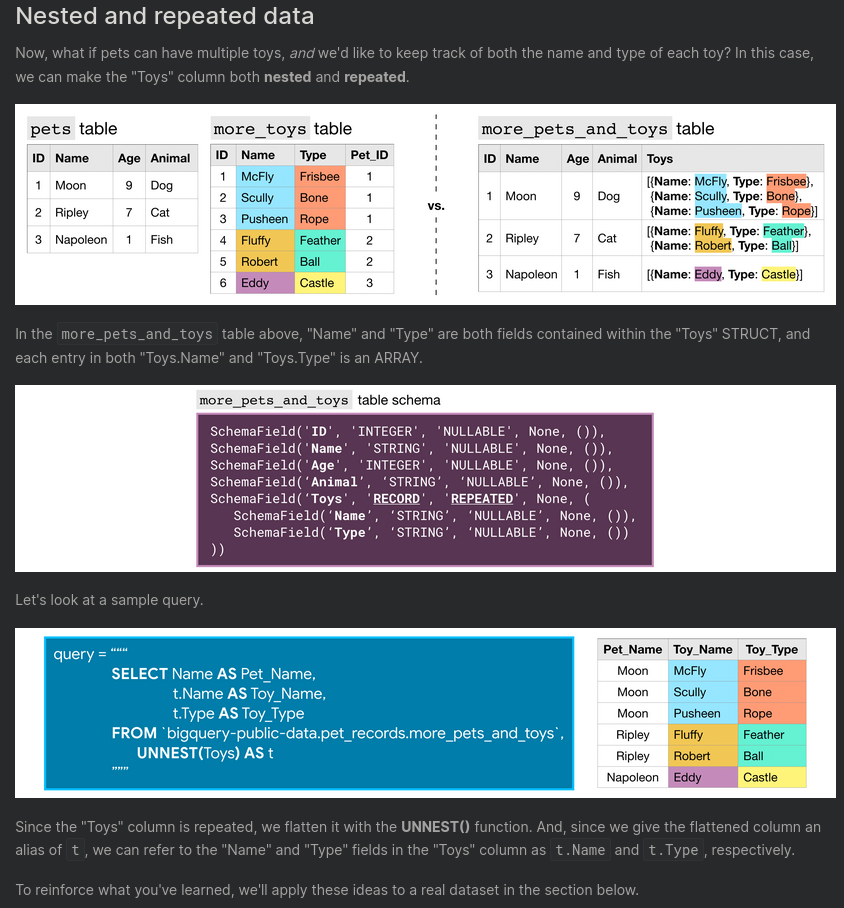 Nested and repeated data
Now, what if pets can have multiple toys, and we'd like to keep track of both the name and type of each toy? In this case,
we can make the "Toys" column both nested and repeated.
pets table
ID Name Age Animal
1 Moon 9 Dog
2 Ripley 7 Cat
3 Napoleon 1 Fish
more_toys table
ID Name Type Pet_ID
1 McFly Frisbee 1
2 Scully Bone 1
3 Pusheen Rope 1
4 Fluffy Feather 2
5 Robert Ball 2
6 Eddy Castle 3
vs.
more_pets_and_toys table
ID Name Age Animal Toys
1 Moon 9 Dog [{Name: McFly, Type: Frisbee},
{Name: Scully, Type: Bone},
{Name: Pusheen, Type: Rope}]
2 Ripley 7 Cat [{Name: Fluffy, Type: Feather},
{Name: Robert, Type: Ball}]
3 Napoleon 1 Fish [{Name: Eddy, Type: Castle}]
In the more_pets_and_toys table above, "Name" and "Type" are both fields contained within the "Toys" STRUCT, and
each entry in both "Toys.Name" and "Toys.Type" is an ARRAY.
more_pets_and_toys table schema
SchemaField('ID', 'INTEGER', 'NULLABLE', None, ()),
SchemaField('Name', 'STRING', 'NULLABLE', None, ()),
SchemaField('Age', 'INTEGER', 'NULLABLE', None, ()),
SchemaField(‘Animal’, ‘STRING’, ‘NULLABLE’, None, ()),
SchemaField(‘Toys’, 'RECORD', 'REPEATED', None, (
SchemaField(‘Name’, ‘STRING’, ‘NULLABLE’, None, ()),
SchemaField(‘Type’, ‘STRING’, ‘NULLABLE’, None, ())
))
Let's look at a sample query.
query = “““
SELECT Name AS Pet_Name,
t.Name AS Toy_Name,
t.Type AS Toy_Type
FROM `bigquery-public-data.pet_records.more_pets_and_toys`,
UNNEST(Toys) AS t
”””
Pet_Name Toy_Name Toy_Type
Moon McFly Frisbee
Moon Scully Bone
Moon Pusheen Rope
Ripley Fluffy Feather
Ripley Robert Ball
Napoleon Eddy Castle
Since the "Toys" column is repeated, we flatten it with the UNNEST() function. And, since we give the flattened column an
alias of t, we can refer to the "Name" and "Type" fields in the "Toys" column as t.Name and t.Type, respectively.
To reinforce what you've learned, we'll apply these ideas to a real dataset in the section below.